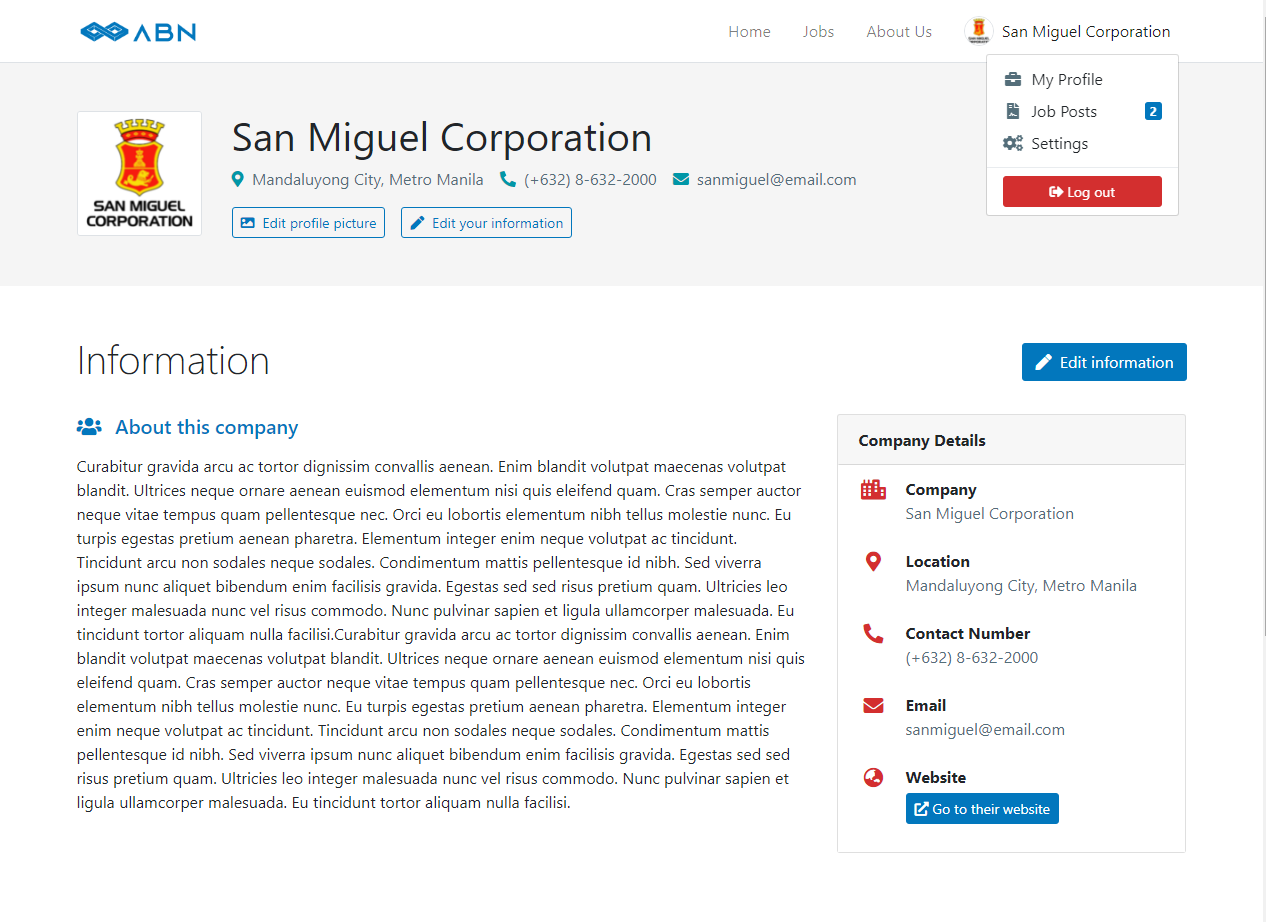 ABN
Home Jobs About Us San Miguel Corporation
My Profile
Job Posts 2
Settings
Log out
SAN MIGUEL
CORPORATION
San Miguel Corporation
Mandaluyong City, Metro Manila (+632) 8-632-2000 sanmiguel@email.com
Edit profile picture Edit your information
Information
Edit information
About this company
Curabitur gravida arcu ac tortor dignissim convallis aenean. Enim blandit volutpat maecenas volutpat
blandit. Ultrices neque ornare aenean euismod elementum nisi quis eleifend quam. Cras semper auctor
neque vitae tempus quam pellentesque nec. Orci eu lobortis elementum nibh tellus molestie nunc. Eu
turpis egestas pretium aenean pharetra. Elementum integer enim neque volutpat ac tincidunt.
Tincidunt arcu non sodales neque sodales. Condimentum mattis pellentesque id nibh. Sed viverra
ipsum nunc aliquet bibendum enim facilisis gravida. Egestas sed sed risus pretium quam. Ultricies leo
integer malesuada nunc vel risus commodo. Nunc pulvinar sapien et ligula ullamcorper malesuada. Eu
tincidunt tortor aliquam nulla facilisi.Curabitur gravida arcu ac tortor dignissim convallis aenean. Enim
blandit volutpat maecenas volutpat blandit. Ultrices neque ornare aenean euismod elementum nisi quis
eleifend quam. Cras semper auctor neque vitae tempus quam pellentesque nec. Orci eu lobortis
elementum nibh tellus molestie nunc. Eu turpis egestas pretium aenean pharetra. Elementum integer
enim neque volutpat ac tincidunt. Tincidunt arcu non sodales neque sodales. Condimentum mattis
pellentesque id nibh. Sed viverra ipsum nunc aliquet bibendum enim facilisis gravida. Egestas sed sed
risus pretium quam. Ultricies leo integer malesuada nunc vel risus commodo. Nunc pulvinar sapien et
ligula ullamcorper malesuada. Eu tincidunt tortor aliquam nulla facilisi.
Company Details
Company
San Miguel Corporation
Location
Mandaluyong City, Metro Manila
Contact Number
(+632) 8-632-2000
Email
sanmiguel@email.com
Website
Go to their website